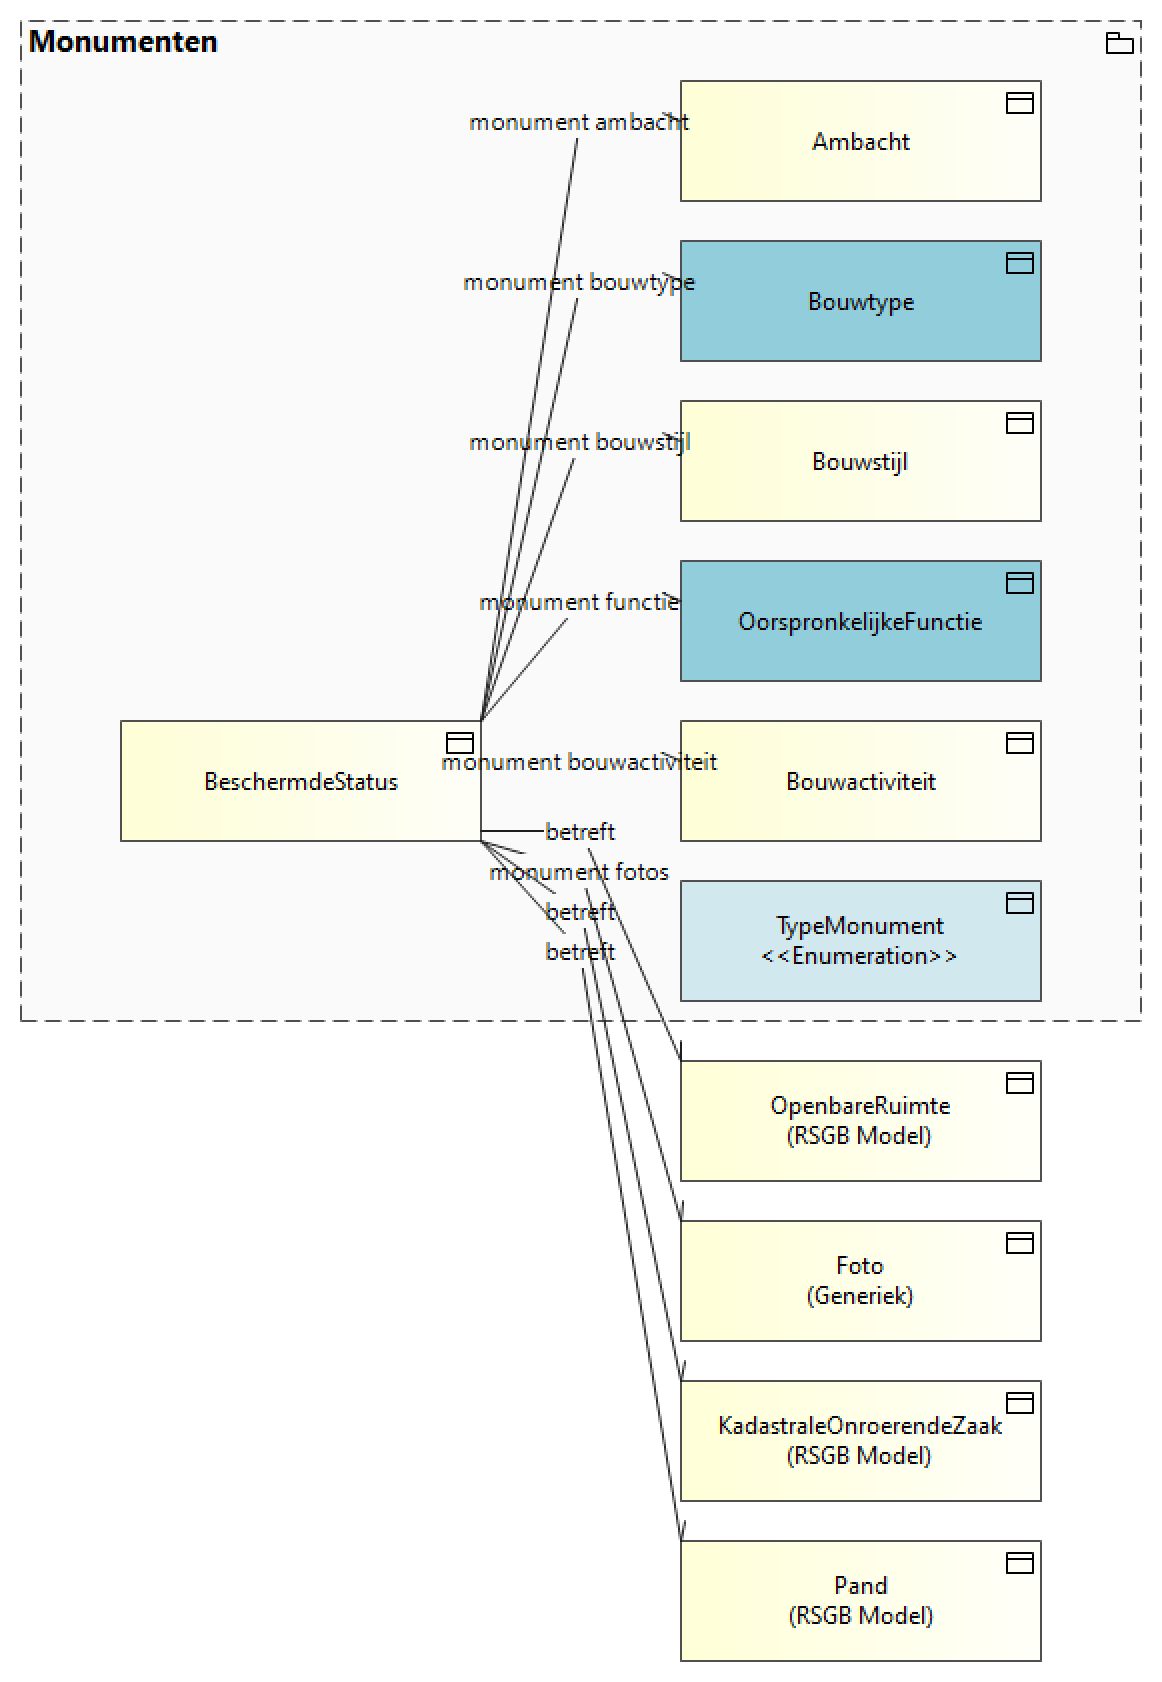 Monumenten
monument ambacht
Ambacht
monument bouwtype
Bouwtype
monument bouwstijl
Bouwstijl
monument functie
OorspronkelijkeFunctie
BeschermdeStatus
monument bouwactiviteit
Bouwactiviteit
betreft
monument fotos
betreft
betreft
TypeMonument
<<Enumeration>>
OpenbareRuimte
(RSGB Model)
Foto
(Generiek)
KadastraleOnroerendeZaak
(RSGB Model)
Pand
(RSGB Model)